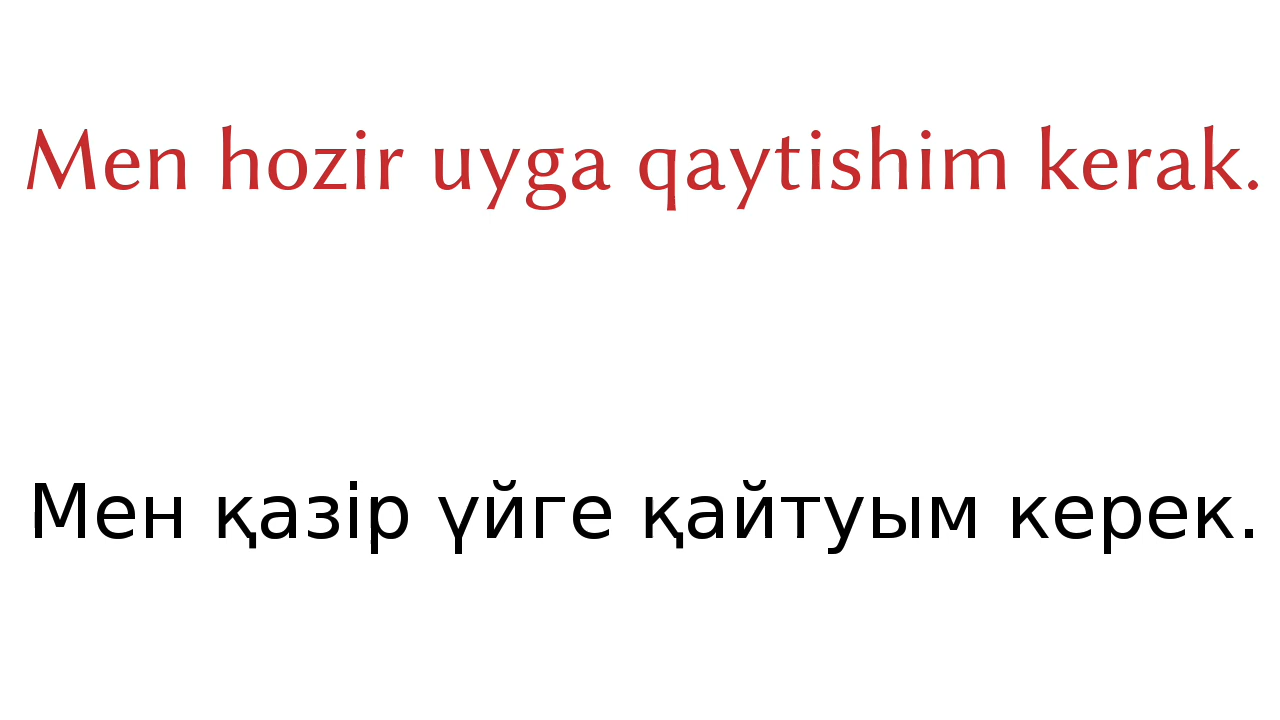 Men hozir uyga qaytishim kerak.
Мен қазір үйге қайтуым керек.